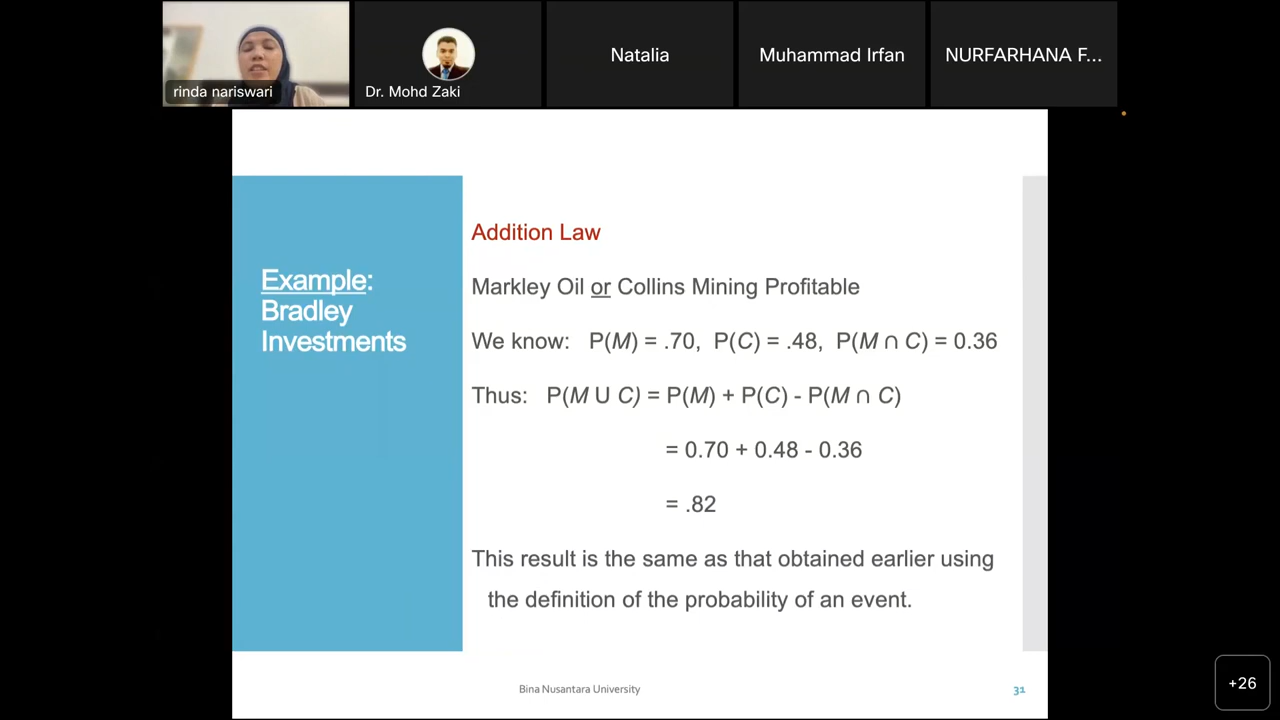 rinda nariswari
Dr. Mohd Zaki
Natalia
Muhammad Irfan
NURFARHANA F...
Example:
Bradley
Investments
Addition Law
Markley Oil or Collins Mining Profitable
We know: P(M) = .70, P(C) = .48, P(M ∩ C) = 0.36
Thus: P(M U C) = P(M) + P(C) - P(M ∩ C)
= 0.70 + 0.48 - 0.36
= .82
This result is the same as that obtained earlier using
the definition of the probability of an event.
Bina Nusantara University
31
+26